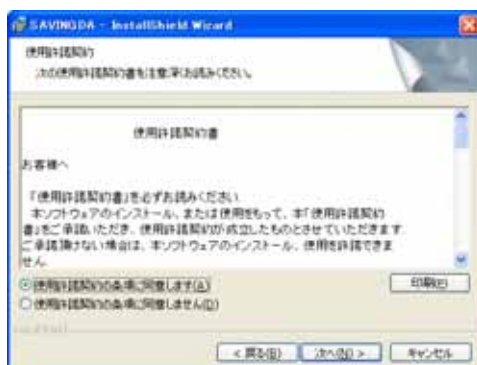 SAVINGDA - InstallShield Wizard
使用許諾契約
次の使用許諾契約書を注意深くお読みください。
使用許諾契約書
お客様へ
「使用許諾契約書」を必ずお読みください
本ソフトウェアのインストール、または使用をもって、本「使用許諾契約
書」をご承諾いただき、使用許諾契約が成立したものとさせていただきます
ご承諾頂けない場合は、本ソフトウェアのインストール、使用を許諾できま
せん
使用許諾契約の条項に同意します(A)
印刷(P)
使用許諾契約の条項に同意しません(D)
InstallShield
< 戻る(B)
次へ(N) >
キャンセル